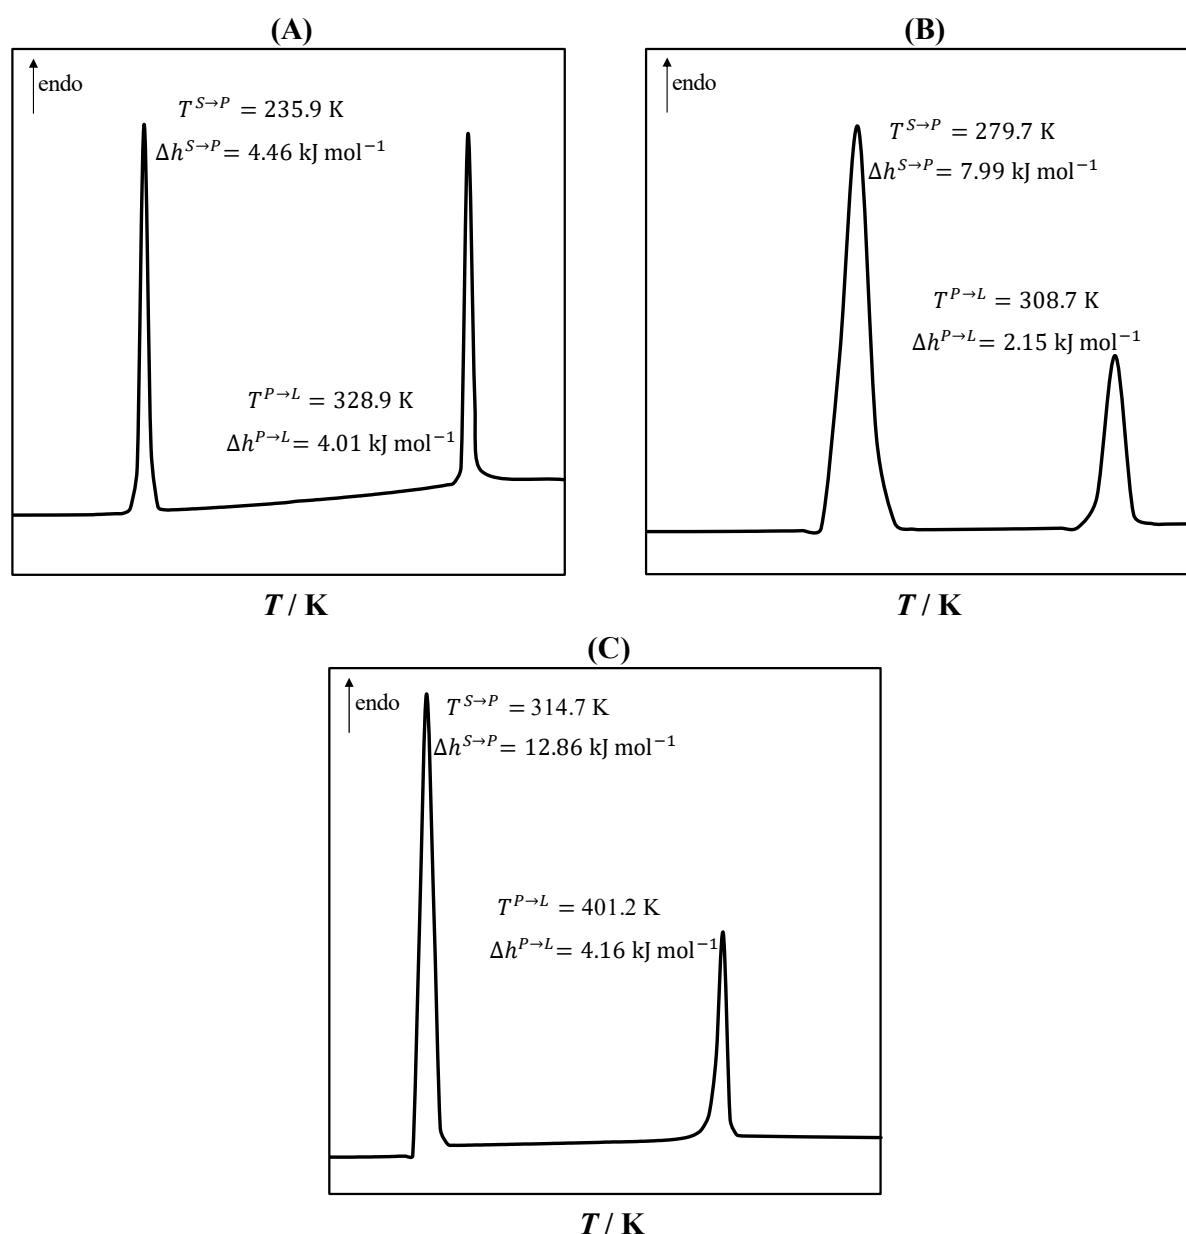 (A)
endo
T^{S→P} = 235.9 K
Δh^{S→P} = 4.46 kJ mol⁻¹
T^{P→L} = 328.9 K
Δh^{P→L} = 4.01 kJ mol⁻¹
T / K
(B)
endo
T^{S→P} = 279.7 K
Δh^{S→P} = 7.99 kJ mol⁻¹
T^{P→L} = 308.7 K
Δh^{P→L} = 2.15 kJ mol⁻¹
T / K
(C)
endo
T^{S→P} = 314.7 K
Δh^{S→P} = 12.86 kJ mol⁻¹
T^{P→L} = 401.2 K
Δh^{P→L} = 4.16 kJ mol⁻¹
T / K